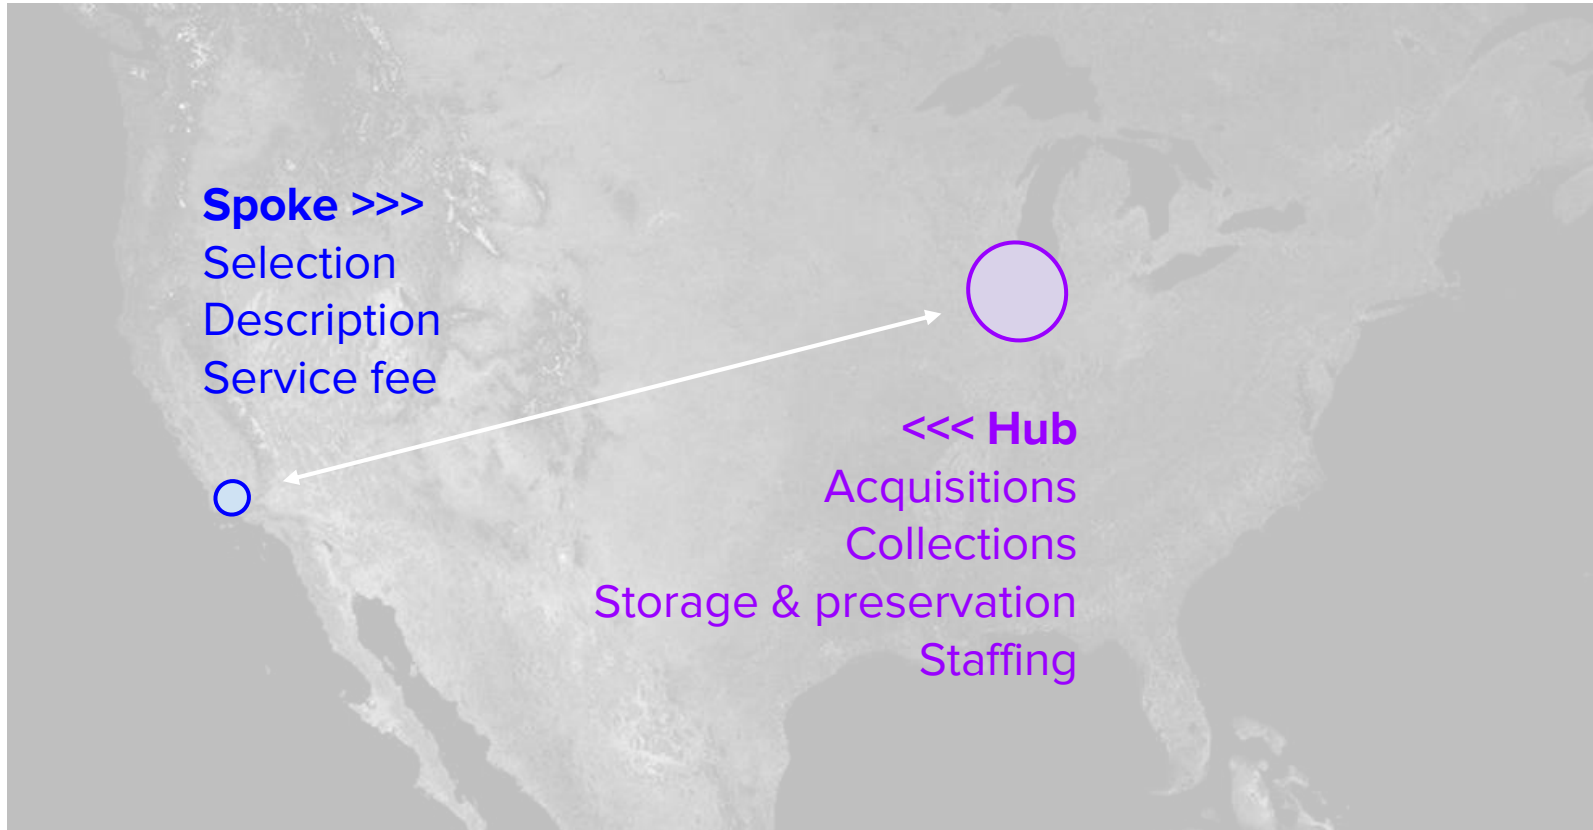 Spoke >>>
Selection
Description
Service fee
<<< Hub
Acquisitions
Collections
Storage & preservation
Staffing